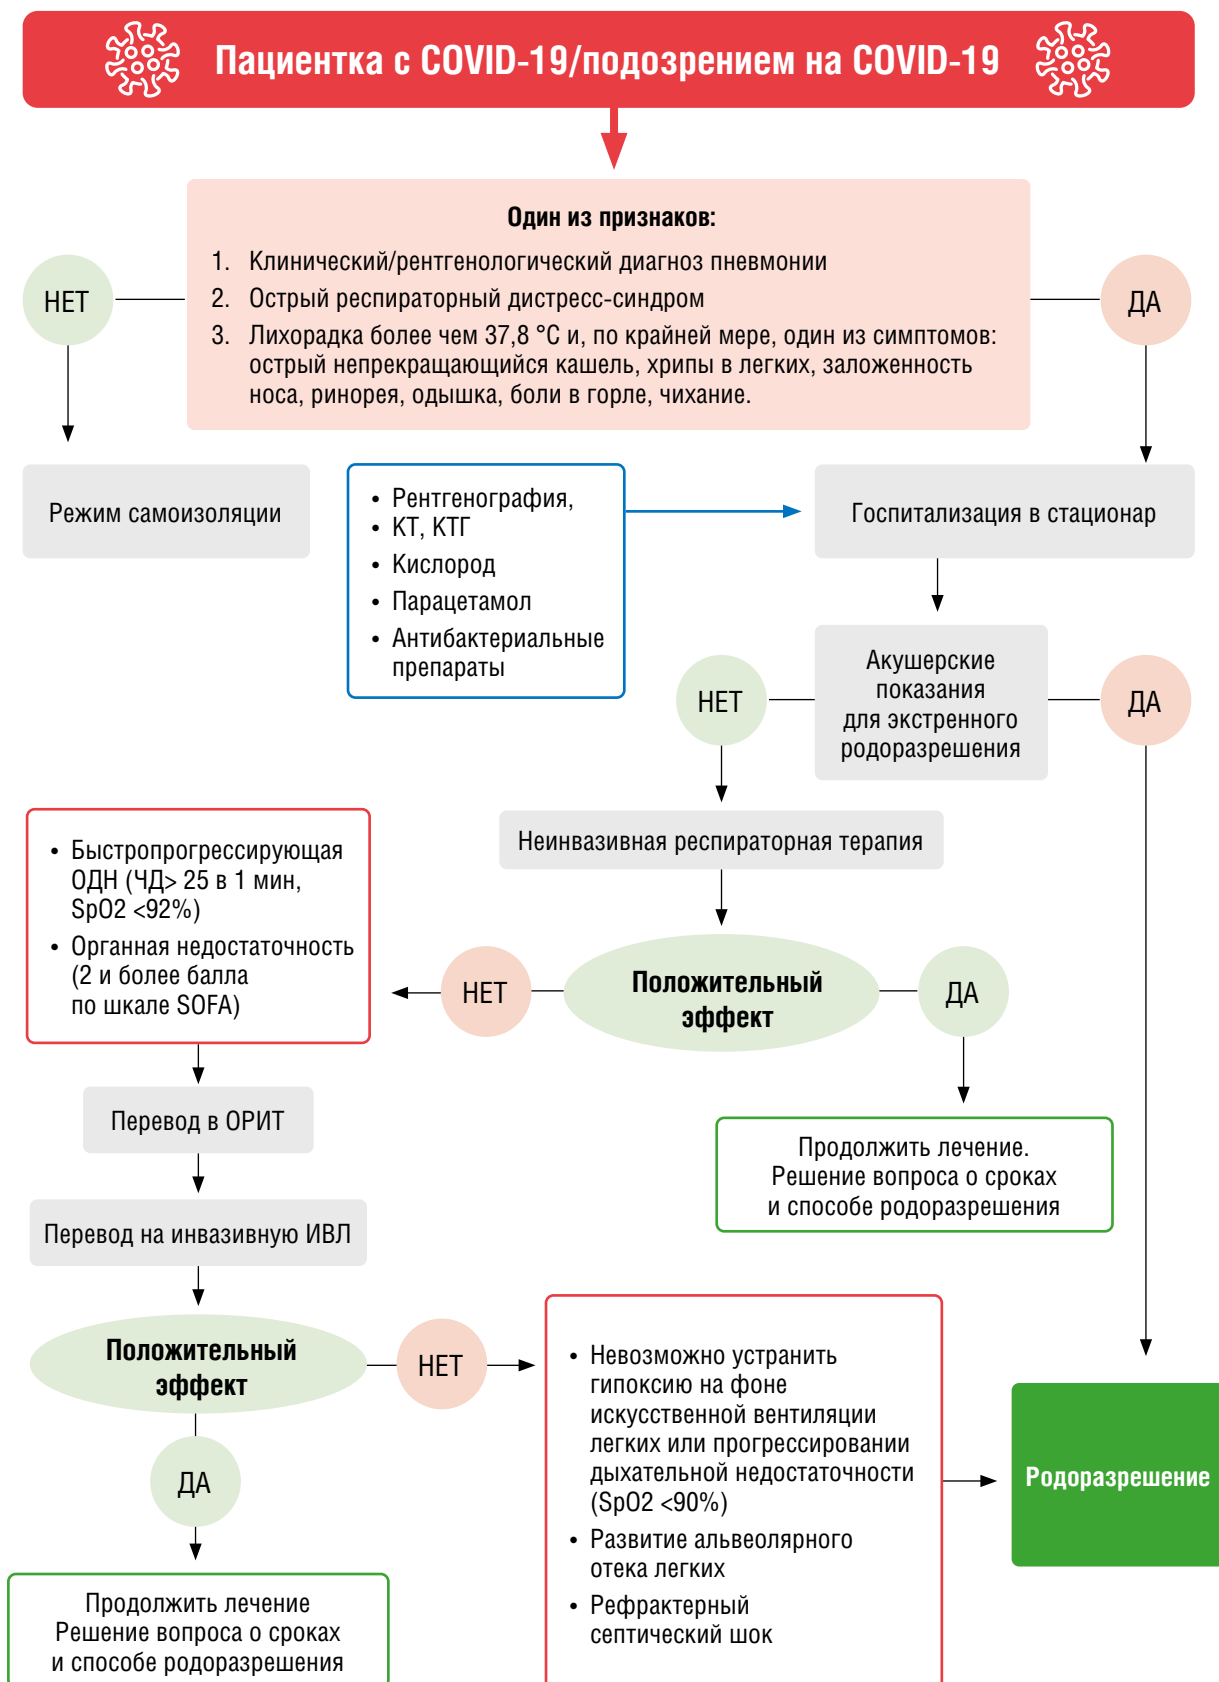 Пациентка с COVID-19/подозрением на COVID-19
Один из признаков:
1. Клинический/рентгенологический диагноз пневмонии
2. Острый респираторный дистресс-синдром
3. Лихорадка более чем 37,8 °C и, по крайней мере, один из симптомов:
острый непрекращающийся кашель, хрипы в легких, заложенность
носа, ринорея, одышка, боли в горле, чихание.
НЕТ
ДА
Режим самоизоляции
• Рентгенография,
• КТ, КТГ
• Кислород
• Парацетамол
• Антибактериальные
препараты
Госпитализация в стационар
Акушерские
показания
для экстренного
родоразрешения
НЕТ
ДА
Неинвазивная респираторная терапия
• Быстропрогрессирующая
ОДН (ЧД> 25 в 1 мин,
SpO2 <92%)
• Органная недостаточность
(2 и более балла
по шкале SOFA)
НЕТ
Положительный
эффект
ДА
Перевод в ОРИТ
Продолжить лечение.
Решение вопроса о сроках
и способе родоразрешения
Перевод на инвазивную ИВЛ
Положительный
эффект
НЕТ
• Невозможно устранить
гипоксию на фоне
искусственной вентиляции
легких или прогрессировании
дыхательной недостаточности
(SpO2 <90%)
• Развитие альвеолярного
отека легких
• Рефрактерный
септический шок
Родоразрешение
ДА
Продолжить лечение
Решение вопроса о сроках
и способе родоразрешения